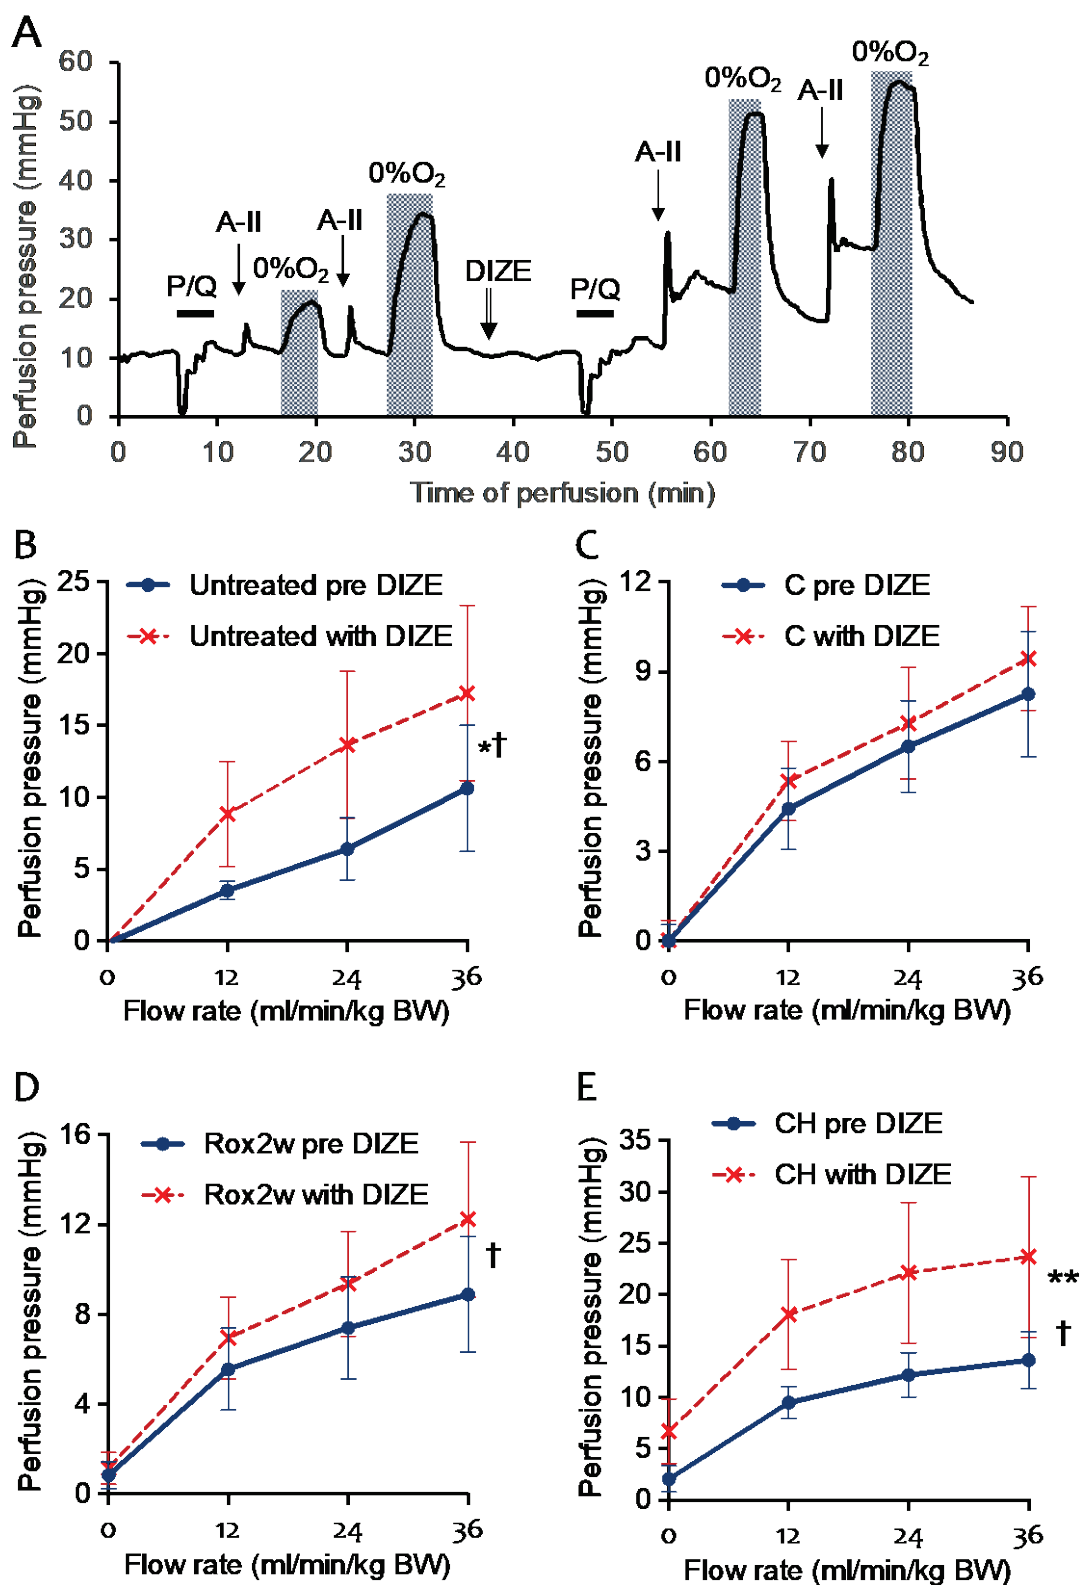 A
Perfusion pressure (mmHg)
60
50
40
30
20
10
0
P/Q
A-II
0%O₂
A-II
0%O₂
DIZE
P/Q
A-II
0%O₂
A-II
0%O₂
0 10 20 30 40 50 60 70 80 90
Time of perfusion (min)
B
Perfusion pressure (mmHg)
25
20
15
10
5
0
Untreated pre DIZE
Untreated with DIZE
*†
0 12 24 36
Flow rate (ml/min/kg BW)
C
Perfusion pressure (mmHg)
12
9
6
3
0
C pre DIZE
C with DIZE
0 12 24 36
Flow rate (ml/min/kg BW)
D
Perfusion pressure (mmHg)
16
12
8
4
0
Rox2w pre DIZE
Rox2w with DIZE
†
0 12 24 36
Flow rate (ml/min/kg BW)
E
Perfusion pressure (mmHg)
35
30
25
20
15
10
5
0
CH pre DIZE
CH with DIZE
**
†
0 12 24 36
Flow rate (ml/min/kg BW)